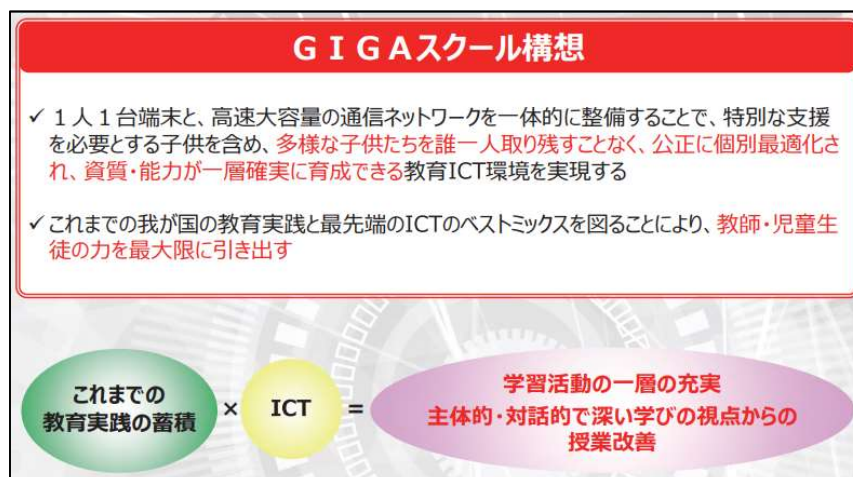 ＧＩＧＡスクール構想
✓ １人１台端末と、高速大容量の通信ネットワークを一体的に整備することで、特別な支援
を必要とする子供を含め、多様な子供たちを誰一人取り残すことなく、公正に個別最適化さ
れ、資質・能力が一層確実に育成できる教育ICT環境を実現する
✓ これまでの我が国の教育実践と最先端のICTのベストミックスを図ることにより、教師・児童生
徒の力を最大限に引き出す
これまでの
教育実践の蓄積
×
ICT
=
学習活動の一層の充実
主体的・対話的で深い学びの視点からの
授業改善